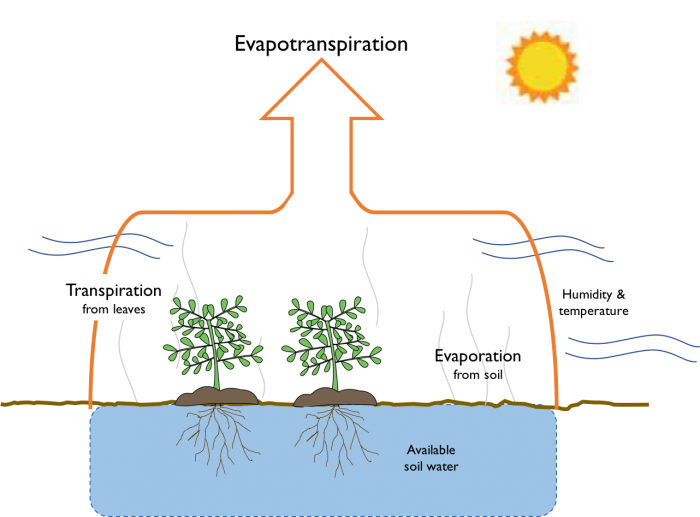 Evapotranspiration
Transpiration
from leaves
Humidity &
temperature
Evaporation
from soil
Available
soil water